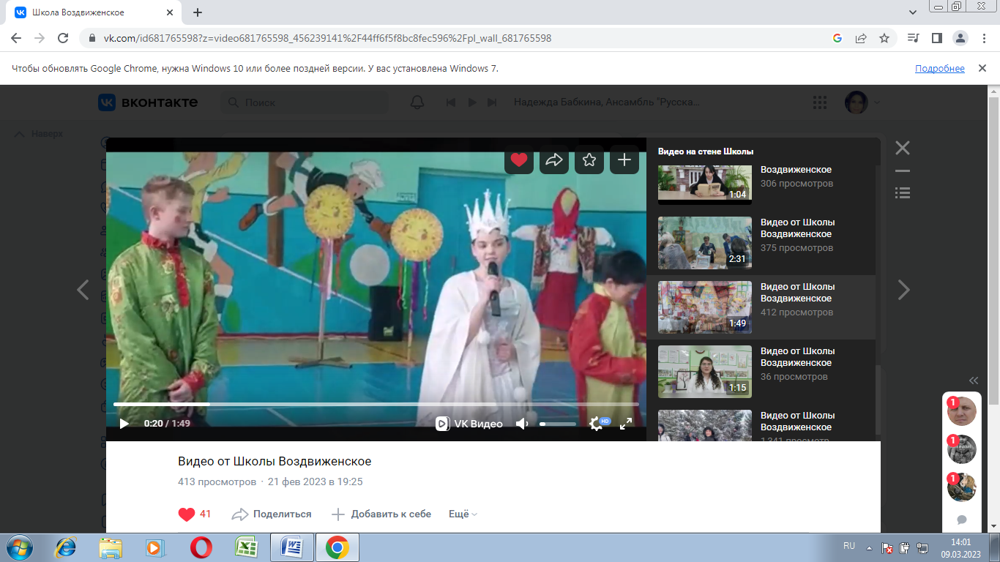 Школа Воздвиженское
vk.com/id681765598?z=video681765598_456239141%2F44ff6f5f8bc8fec596%2Fpl_wall_681765598
Чтобы обновлять Google Chrome, нужна Windows 10 или более поздней версии. У вас установлена Windows 7.
Подробнее
вконтакте
Поиск
Надежда Бабкина, Ансамбль "Русска...
Наверх
Видео на стене Школы
Воздвиженское
306 просмотров
1:04
Видео от Школы
Воздвиженское
375 просмотров
2:31
Видео от Школы
Воздвиженское
412 просмотров
1:49
Видео от Школы
Воздвиженское
36 просмотров
1:15
Видео от Школы
Воздвиженское
1 341 просмотр
0:20 / 1:49
VK Видео
HD
Видео от Школы Воздвиженское
413 просмотров · 21 фев 2023 в 19:25
41
Поделиться
Добавить к себе
Ещё
1
1
1
RU
14:01
09.03.2023